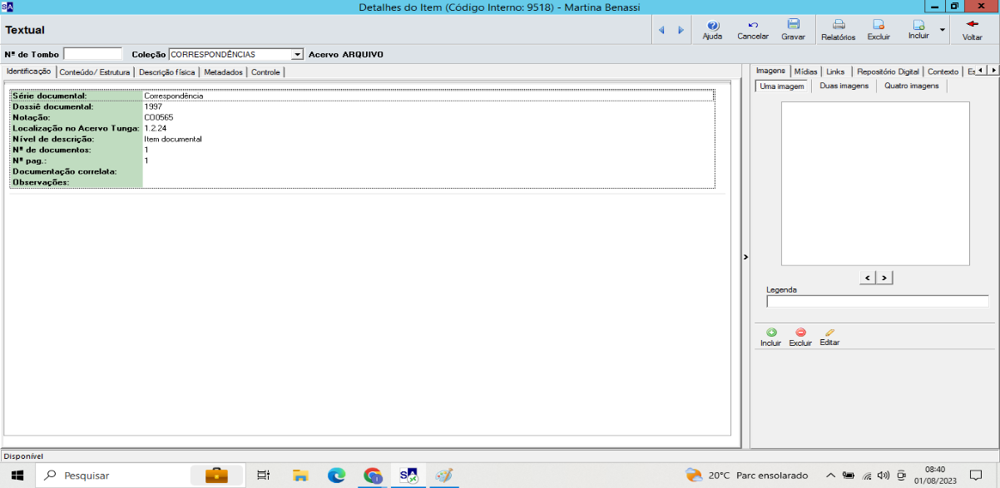 SA Detalhes do Item (Código Interno: 9518) - Martina Benassi
Textual
Ajuda Cancelar Gravar Relatórios Excluir Incluir Voltar
Nº de Tombo Coleção CORRESPONDÊNCIAS Acervo ARQUIVO
Identificação Conteúdo/ Estrutura Descrição física Metadados Controle
Imagens Mídias Links Repositório Digital Contexto
Uma imagem Duas imagens Quatro imagens
Série documental: Correspondência
Dossiê documental: 1997
Notação: CO0565
Localização no Acervo Tunga: 1.2.24
Nível de descrição: Item documental
Nº de documentos: 1
Nº pag.: 1
Documentação correlata:
Observações:
>
< >
Legenda
Incluir Excluir Editar
Disponível
Pesquisar
SA
20°C Parc ensolarado
08:40
01/08/2023